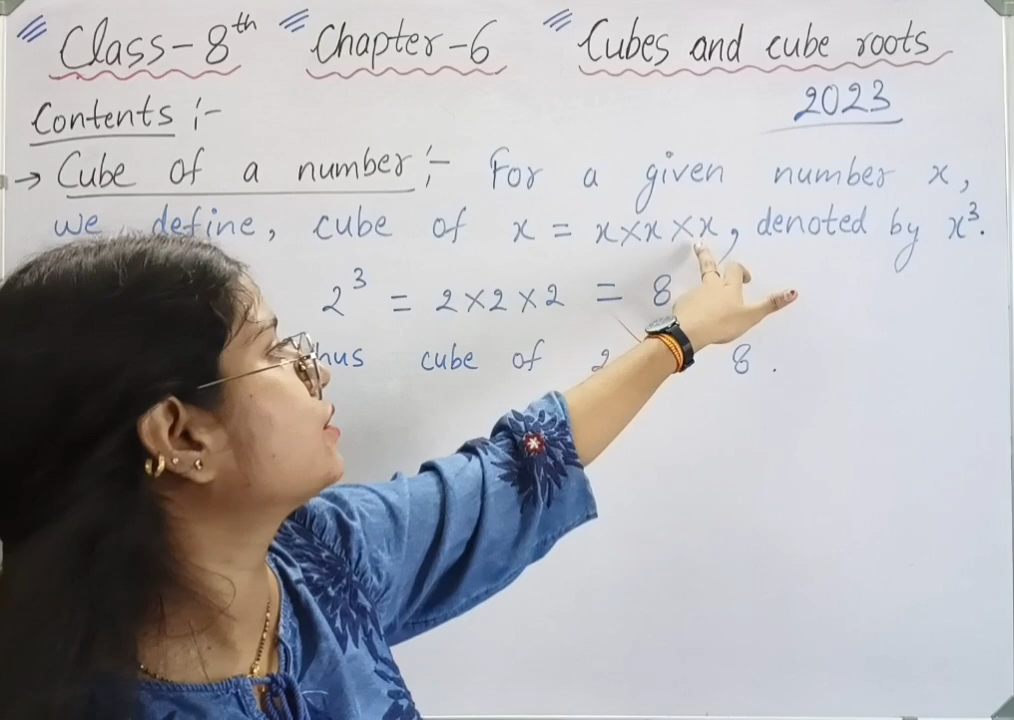 Class-8th Chapter-6 Cubes and cube roots
2023
Contents :-
→ Cube of a number :- For a given number x,
we define, cube of x = x×x×x, denoted by x³.
2³ = 2×2×2 = 8
hus cube of 2 8.